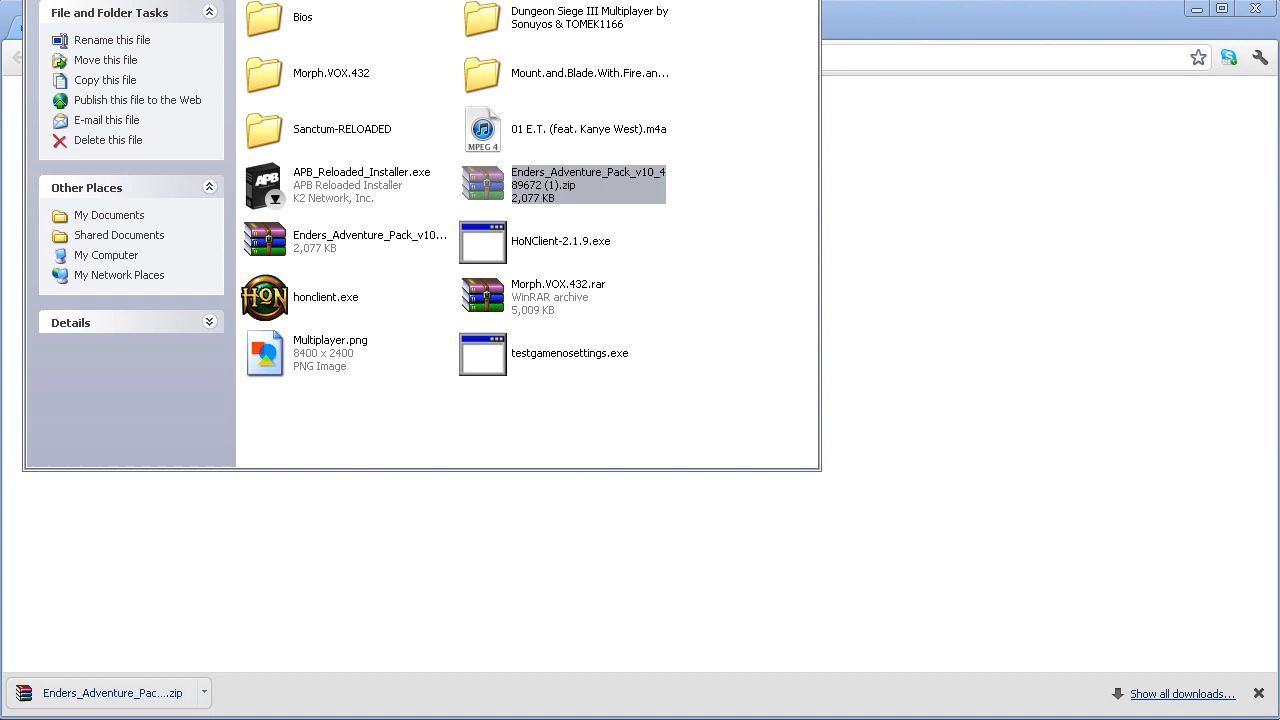 File and Folder Tasks
Rename this file
Move this file
Copy this file
Publish this file to the Web
E-mail this file
Delete this file
Other Places
My Documents
Shared Documents
My Computer
My Network Places
Details
Bios
Dungeon Siege III Multiplayer by
Sonuyos & TOMEK1166
Morph.VOX.432
Mount.and.Blade.With.Fire.an...
Sanctum-RELOADED
MPEG 4
01 E.T. (feat. Kanye West).m4a
APB
APB_Reloaded_Installer.exe
APB Reloaded Installer
K2 Network, Inc.
Enders_Adventure_Pack_v10_4
89672 (1).zip
2,077 KB
Enders_Adventure_Pack_v10...
2,077 KB
HoNClient-2.1.9.exe
HON
honclient.exe
Morph.VOX.432.rar
WinRAR archive
5,009 KB
Multiplayer.png
8400 x 2400
PNG Image
testgamenosettings.exe
Enders_Adventure_Pac....zip
Show all downloads...